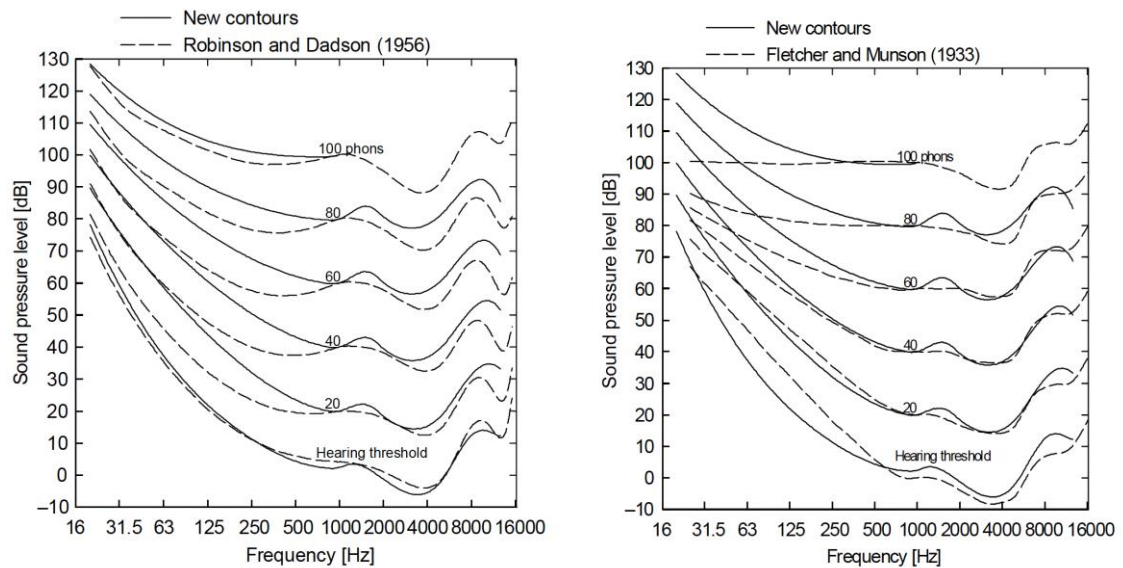 New contours
Robinson and Dadson (1956)
130
120
110
100
90
80
70
60
50
40
30
20
10
0
–10
Sound pressure level [dB]
100 phons
80
60
40
20
Hearing threshold
16 31.5 63 125 250 500 1000 2000 4000 8000 16000
Frequency [Hz]
New contours
Fletcher and Munson (1933)
130
120
110
100
90
80
70
60
50
40
30
20
10
0
–10
Sound pressure level [dB]
100 phons
80
60
40
20
Hearing threshold
16 31.5 63 125 250 500 1000 2000 4000 8000 16000
Frequency [Hz]